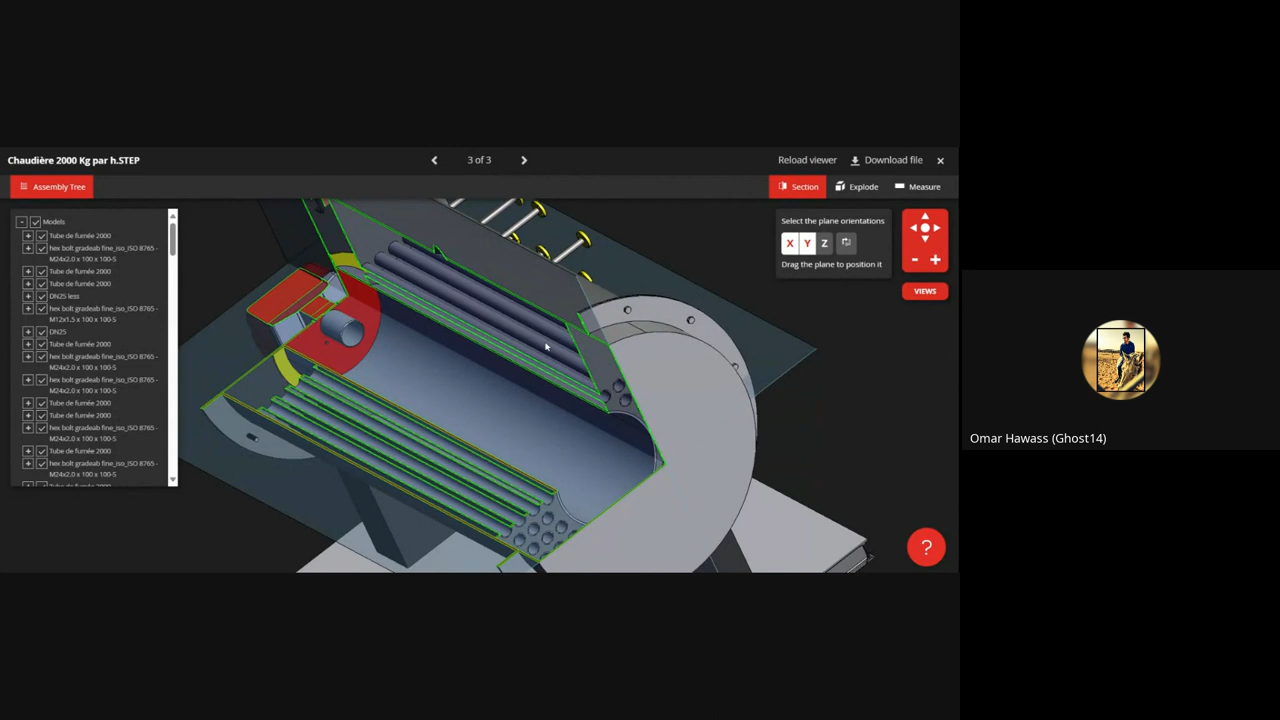 Chaudière 2000 Kg par h.STEP
3 of 3
Reload viewer
Download file
Assembly Tree
Section
Explode
Measure
Models
Tube de fumée 2000
hex bolt gradeab fine_iso_ISO 8765 -
M24x2.0 x 100 x 100-S
Tube de fumée 2000
Tube de fumée 2000
DN25 less
hex bolt gradeab fine_iso_ISO 8765 -
M12x1.5 x 100 x 100-S
DN25
Tube de fumée 2000
hex bolt gradeab fine_iso_ISO 8765 -
M24x2.0 x 100 x 100-S
hex bolt gradeab fine_iso_ISO 8765 -
M24x2.0 x 100 x 100-S
Tube de fumée 2000
Tube de fumée 2000
hex bolt gradeab fine_iso_ISO 8765 -
M24x2.0 x 100 x 100-S
Tube de fumée 2000
hex bolt gradeab fine_iso_ISO 8765 -
M24x2.0 x 100 x 100-S
Select the plane orientations
X Y Z
Drag the plane to position it
VIEWS
?
Omar Hawass (Ghost14)